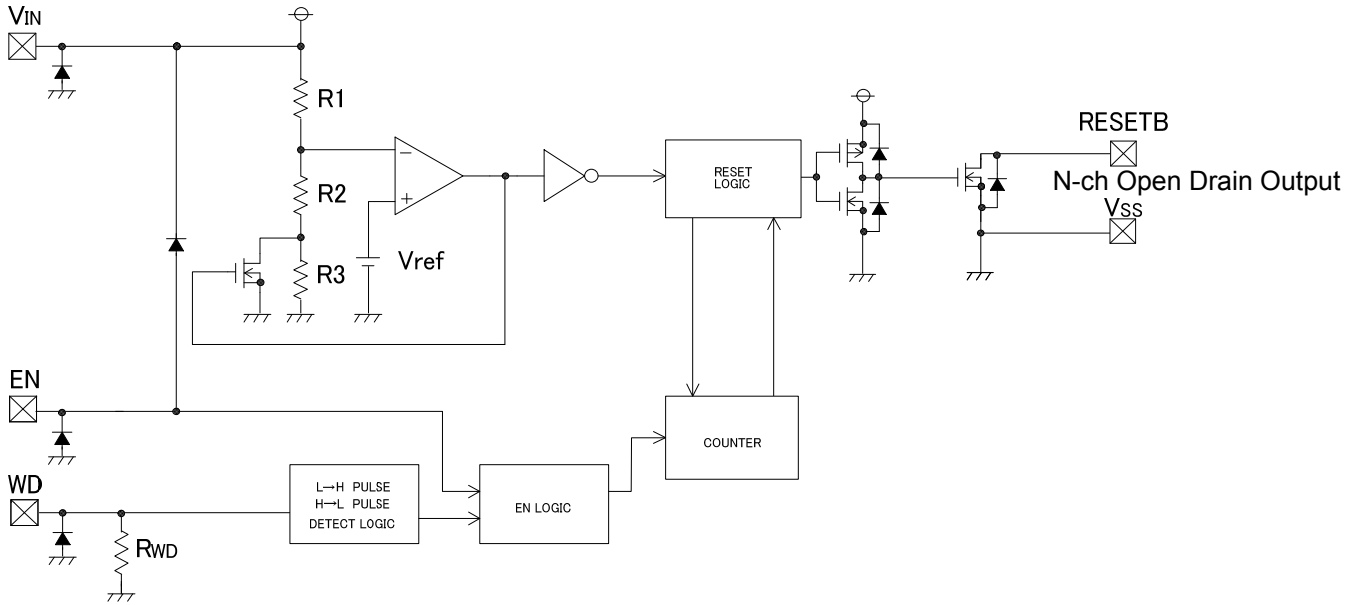 VIN
R1
R2
R3
Vref
RESET
LOGIC
RESETB
N-ch Open Drain Output
VSS
EN
COUNTER
WD
L→H PULSE
H→L PULSE
DETECT LOGIC
EN LOGIC
RWD